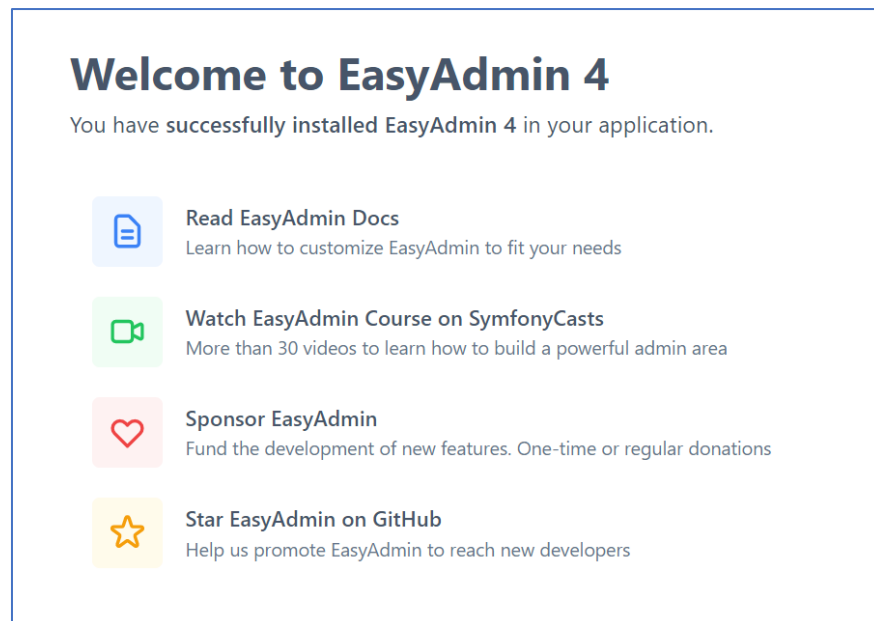 Welcome to EasyAdmin 4
You have successfully installed EasyAdmin 4 in your application.
Read EasyAdmin Docs
Learn how to customize EasyAdmin to fit your needs
Watch EasyAdmin Course on SymfonyCasts
More than 30 videos to learn how to build a powerful admin area
Sponsor EasyAdmin
Fund the development of new features. One-time or regular donations
Star EasyAdmin on GitHub
Help us promote EasyAdmin to reach new developers